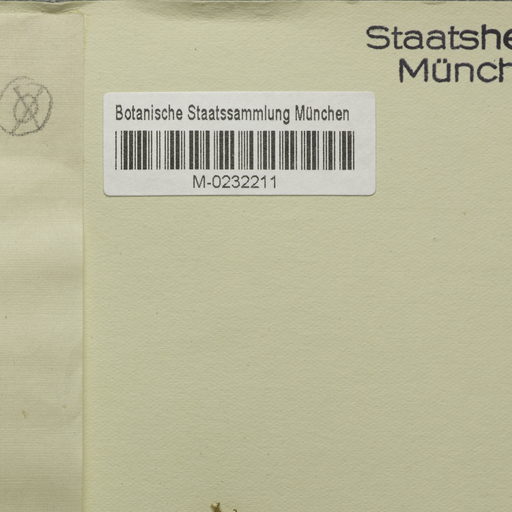 Staatshe
Münch
Botanische Staatssammlung München
M-0232211